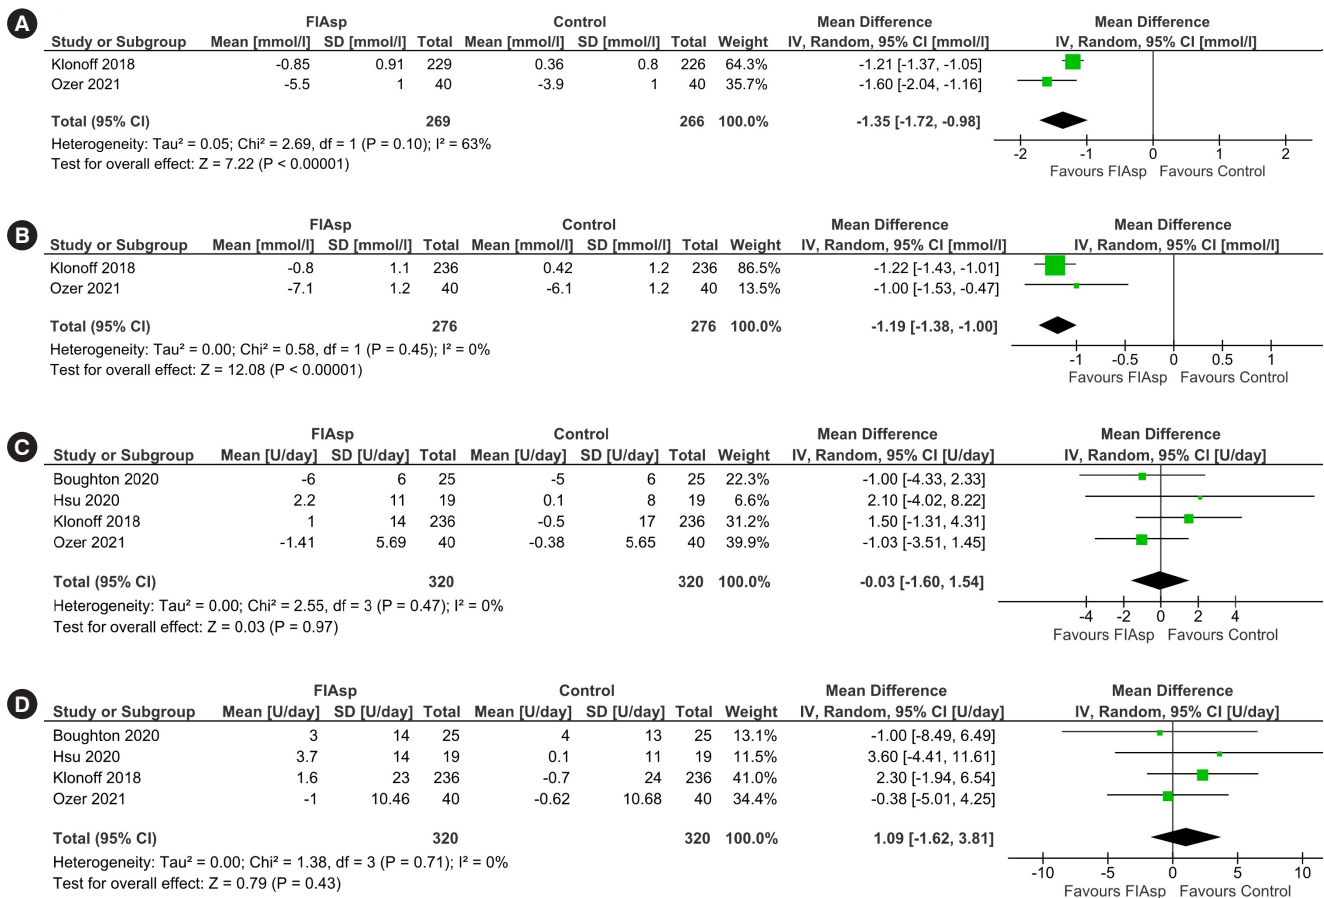 A
FIAsp Control Mean Difference Mean Difference
Study or Subgroup Mean [mmol/l] SD [mmol/l] Total Mean [mmol/l] SD [mmol/l] Total Weight IV, Random, 95% CI [mmol/l] IV, Random, 95% CI [mmol/l]
Klonoff 2018 -0.85 0.91 229 0.36 0.8 226 64.3% -1.21 [-1.37, -1.05]
Ozer 2021 -5.5 1 40 -3.9 1 40 35.7% -1.60 [-2.04, -1.16]
Total (95% CI) 269 266 100.0% -1.35 [-1.72, -0.98]
Heterogeneity: Tau² = 0.05; Chi² = 2.69, df = 1 (P = 0.10); I² = 63%
Test for overall effect: Z = 7.22 (P < 0.00001)
-2 -1 0 1 2
Favours FIAsp Favours Control
B
FIAsp Control Mean Difference Mean Difference
Study or Subgroup Mean [mmol/l] SD [mmol/l] Total Mean [mmol/l] SD [mmol/l] Total Weight IV, Random, 95% CI [mmol/l] IV, Random, 95% CI [mmol/l]
Klonoff 2018 -0.8 1.1 236 0.42 1.2 236 86.5% -1.22 [-1.43, -1.01]
Ozer 2021 -7.1 1.2 40 -6.1 1.2 40 13.5% -1.00 [-1.53, -0.47]
Total (95% CI) 276 276 100.0% -1.19 [-1.38, -1.00]
Heterogeneity: Tau² = 0.00; Chi² = 0.58, df = 1 (P = 0.45); I² = 0%
Test for overall effect: Z = 12.08 (P < 0.00001)
-1 -0.5 0 0.5 1
Favours FIAsp Favours Control
C
FIAsp Control Mean Difference Mean Difference
Study or Subgroup Mean [U/day] SD [U/day] Total Mean [U/day] SD [U/day] Total Weight IV, Random, 95% CI [U/day] IV, Random, 95% CI [U/day]
Boughton 2020 -6 6 25 -5 6 25 22.3% -1.00 [-4.33, 2.33]
Hsu 2020 2.2 11 19 0.1 8 19 6.6% 2.10 [-4.02, 8.22]
Klonoff 2018 1 14 236 -0.5 17 236 31.2% 1.50 [-1.31, 4.31]
Ozer 2021 -1.41 5.69 40 -0.38 5.65 40 39.9% -1.03 [-3.51, 1.45]
Total (95% CI) 320 320 100.0% -0.03 [-1.60, 1.54]
Heterogeneity: Tau² = 0.00; Chi² = 2.55, df = 3 (P = 0.47); I² = 0%
Test for overall effect: Z = 0.03 (P = 0.97)
-4 -2 0 2 4
Favours FIAsp Favours Control
D
FIAsp Control Mean Difference Mean Difference
Study or Subgroup Mean [U/day] SD [U/day] Total Mean [U/day] SD [U/day] Total Weight IV, Random, 95% CI [U/day] IV, Random, 95% CI [U/day]
Boughton 2020 3 14 25 4 13 25 13.1% -1.00 [-8.49, 6.49]
Hsu 2020 3.7 14 19 0.1 11 19 11.5% 3.60 [-4.41, 11.61]
Klonoff 2018 1.6 23 236 -0.7 24 236 41.0% 2.30 [-1.94, 6.54]
Ozer 2021 -1 10.46 40 -0.62 10.68 40 34.4% -0.38 [-5.01, 4.25]
Total (95% CI) 320 320 100.0% 1.09 [-1.62, 3.81]
Heterogeneity: Tau² = 0.00; Chi² = 1.38, df = 3 (P = 0.71); I² = 0%
Test for overall effect: Z = 0.79 (P = 0.43)
-10 -5 0 5 10
Favours FIAsp Favours Control